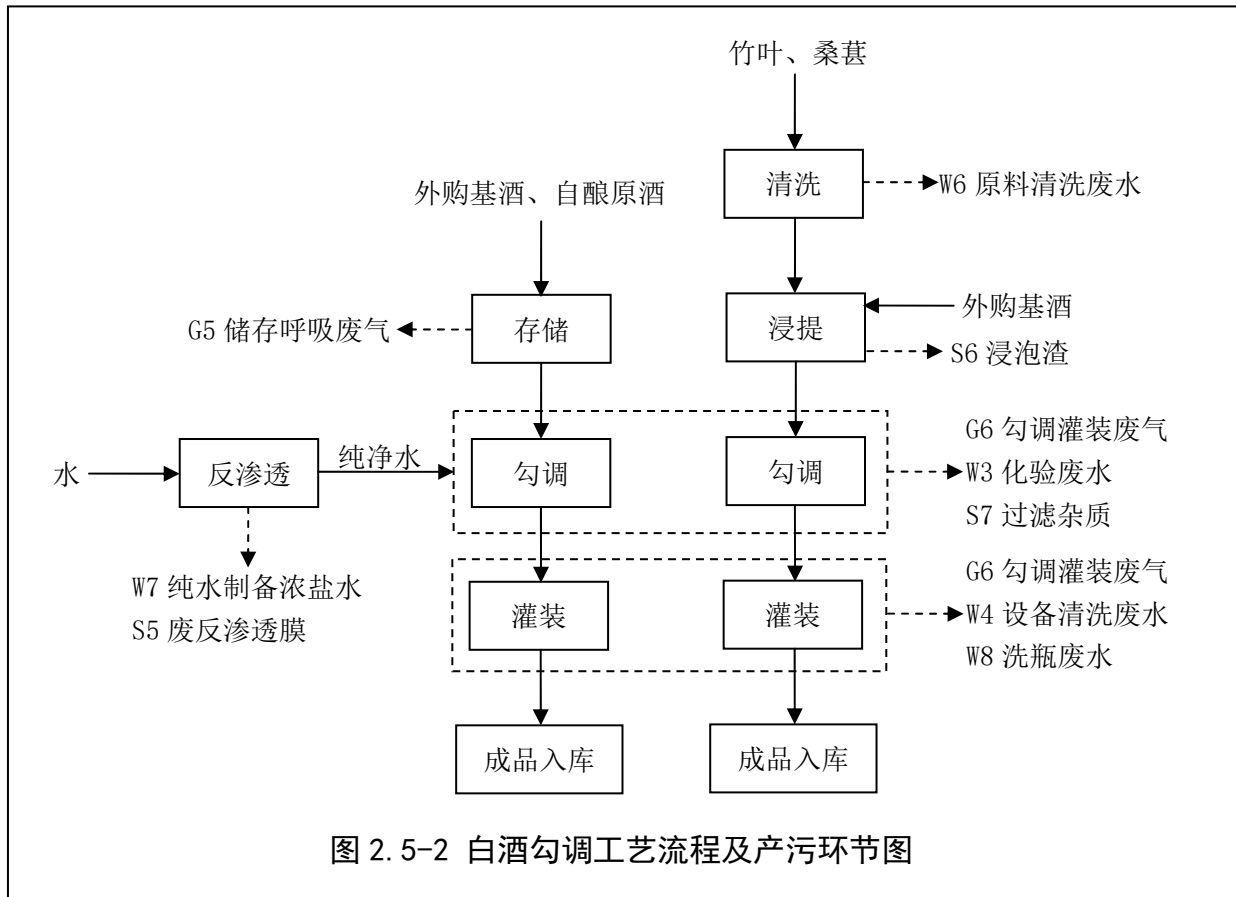 竹叶、桑葚
清洗
W6 原料清洗废水
外购基酒、自酿原酒
G5 储存呼吸废气
存储
浸提
外购基酒
S6 浸泡渣
水
反渗透
纯净水
勾调
勾调
G6 勾调灌装废气
W3 化验废水
S7 过滤杂质
W7 纯水制备浓盐水
S5 废反渗透膜
灌装
灌装
G6 勾调灌装废气
W4 设备清洗废水
W8 洗瓶废水
成品入库
成品入库
图 2.5-2 白酒勾调工艺流程及产污环节图